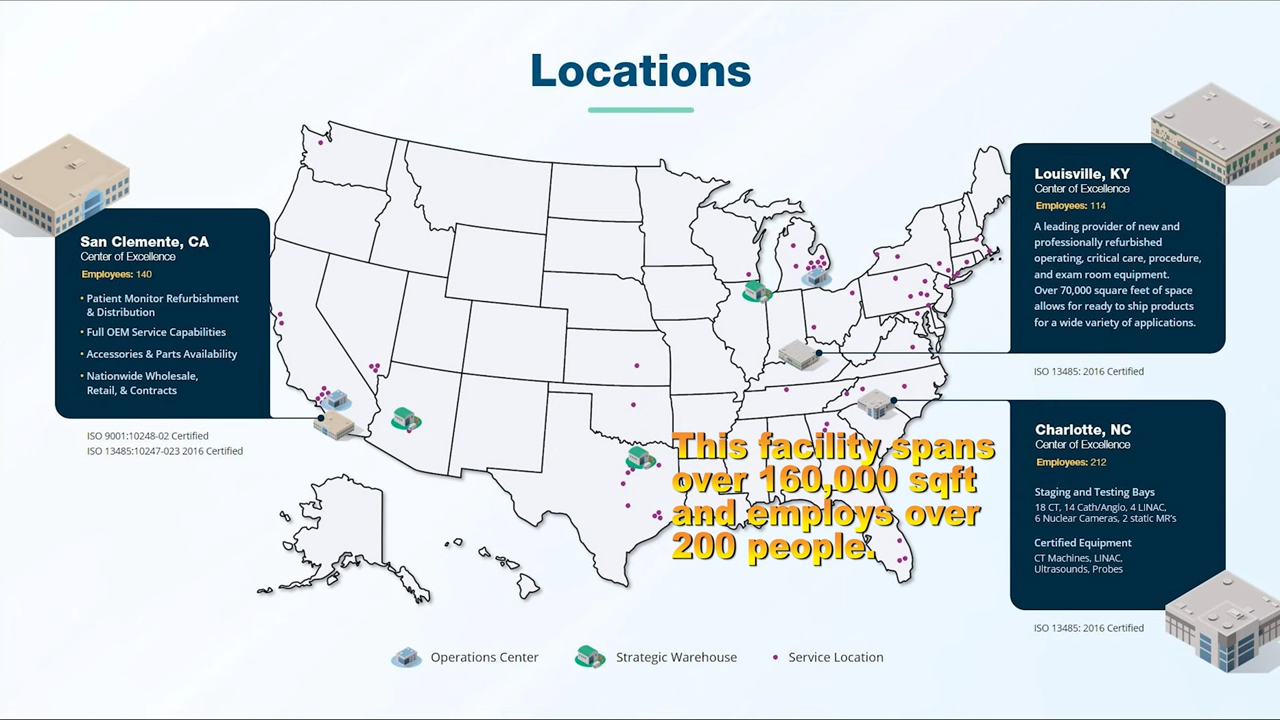 Locations
San Clemente, CA
Center of Excellence
Employees: 140
• Patient Monitor Refurbishment
& Distribution
• Full OEM Service Capabilities
• Accessories & Parts Availability
• Nationwide Wholesale,
Retail, & Contracts
ISO 9001:10248-02 Certified
ISO 13485:10247-023 2016 Certified
Louisville, KY
Center of Excellence
Employees: 114
A leading provider of new and
professionally refurbished
operating, critical care, procedure,
and exam room equipment.
Over 70,000 square feet of space
allows for ready to ship products
for a wide variety of applications.
ISO 13485: 2016 Certified
Charlotte, NC
Center of Excellence
Employees: 212
Staging and Testing Bays
18 CT, 14 Cath/Angio, 4 LINAC,
6 Nuclear Cameras, 2 static MR's
Certified Equipment
CT Machines, LINAC,
Ultrasounds, Probes
ISO 13485: 2016 Certified
This facility spans
over 160,000 sqft
and employs over
200 people.
Operations Center
Strategic Warehouse
• Service Location